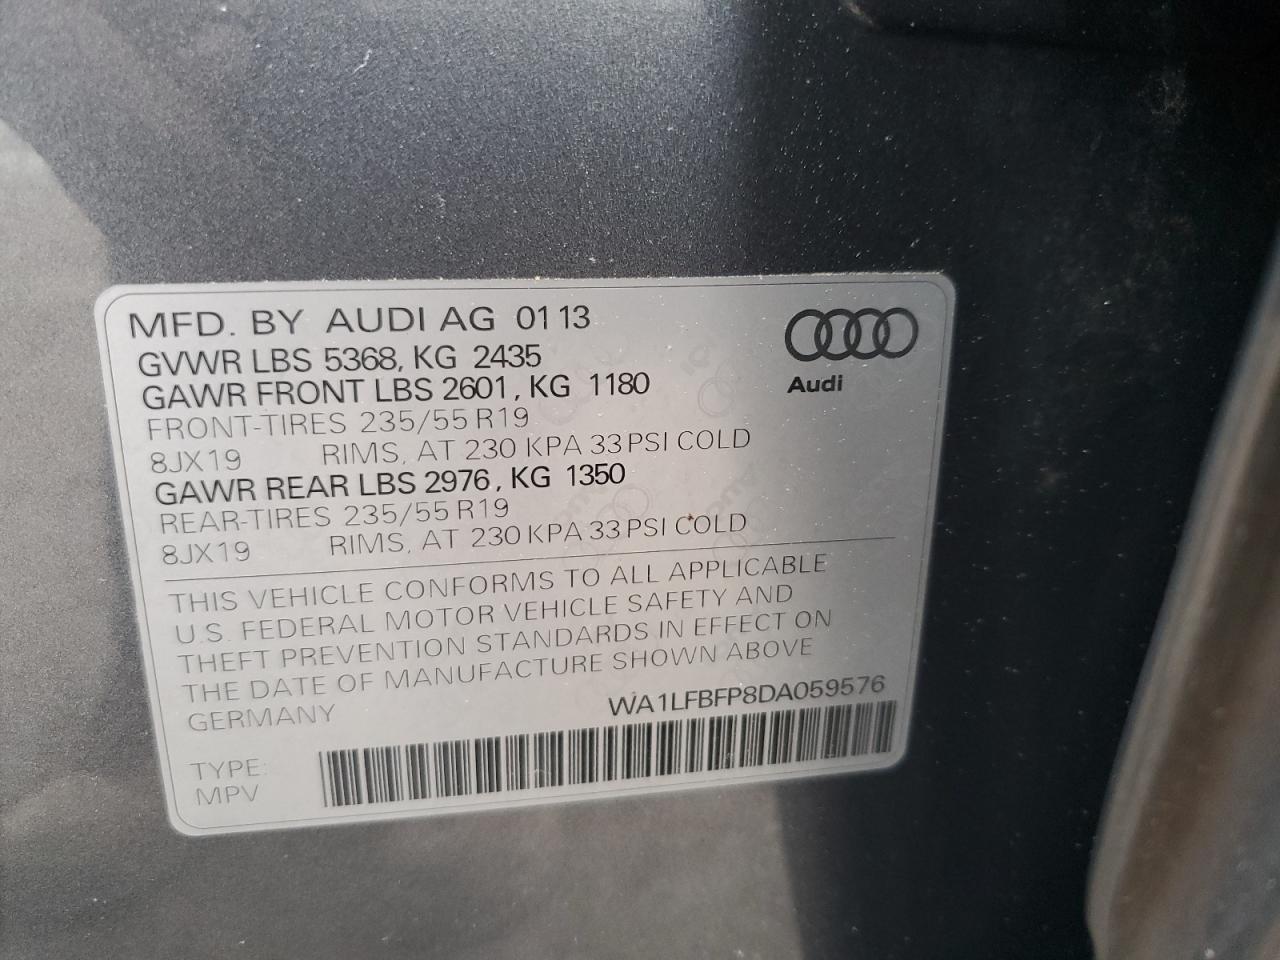 MFD. BY AUDI AG 01 13
GVWR LBS 5368, KG 2435
GAWR FRONT LBS 2601, KG 1180
FRONT-TIRES 235/55 R19
8JX19 RIMS, AT 230 KPA 33 PSI COLD
GAWR REAR LBS 2976, KG 1350
REAR-TIRES 235/55 R19
8JX19 RIMS, AT 230 KPA 33 PSI COLD
Audi
THIS VEHICLE CONFORMS TO ALL APPLICABLE
U.S. FEDERAL MOTOR VEHICLE SAFETY AND
THEFT PREVENTION STANDARDS IN EFFECT ON
THE DATE OF MANUFACTURE SHOWN ABOVE
GERMANY WA1LFBFP8DA059576
TYPE:
MPV